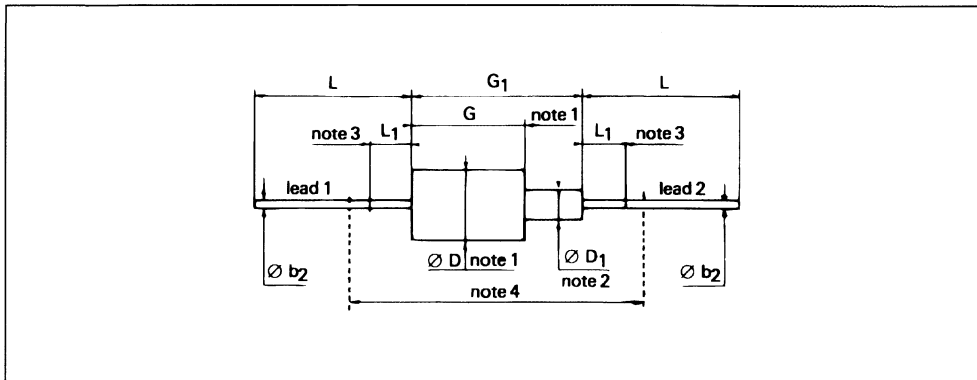 L G₁ L
G note 1
note 3 L₁ L₁ note 3
lead 1 lead 2
Ø D note 1 Ø D₁
Ø b₂ note 2 Ø b₂
note 4